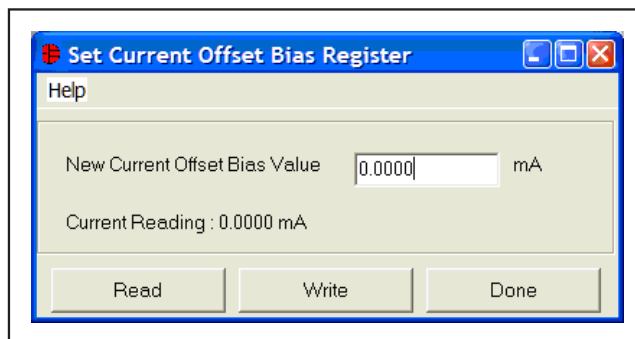 Set Current Offset Bias Register
Help
New Current Offset Bias Value 0.0000 mA
Current Reading : 0.0000 mA
Read Write Done